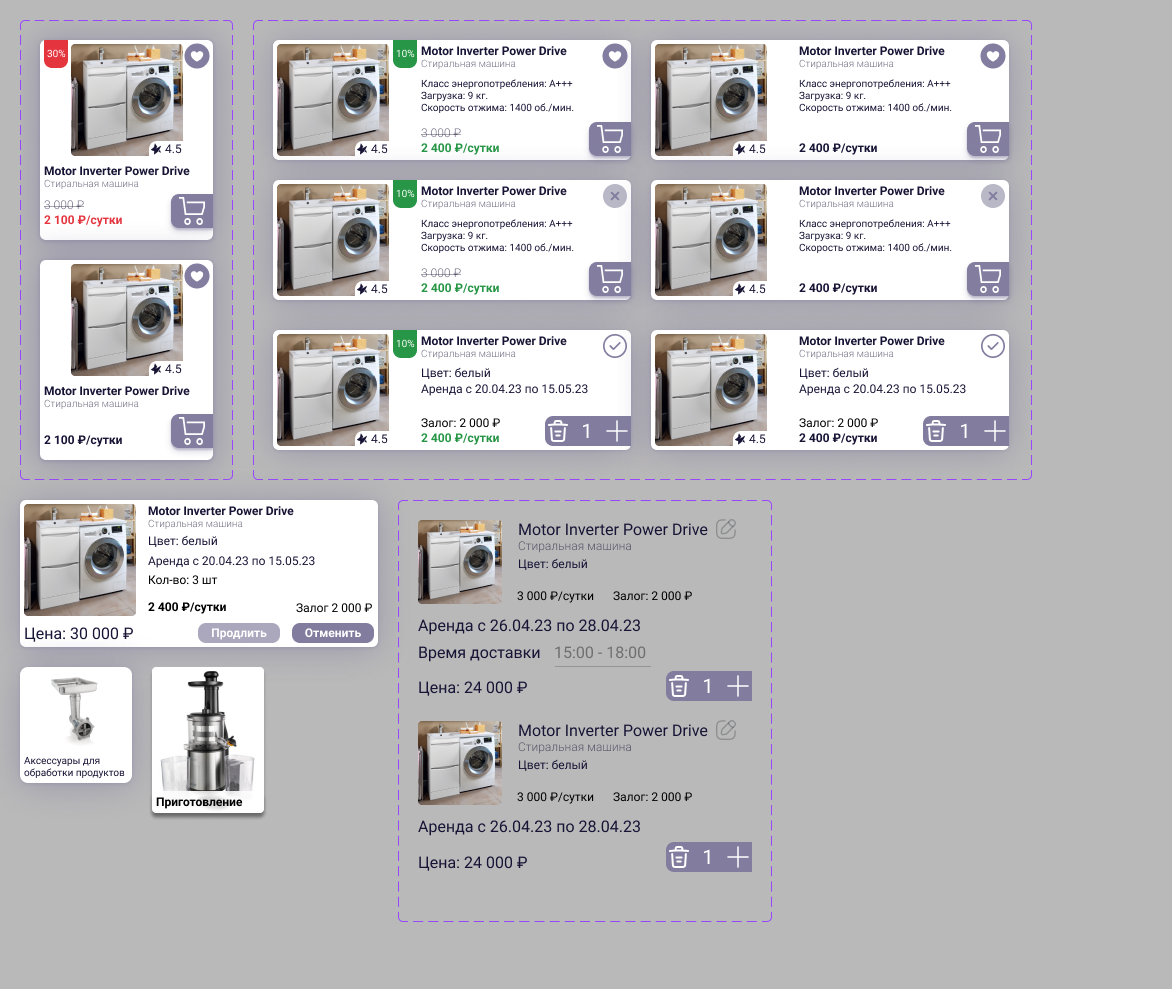 30%
4.5
Motor Inverter Power Drive
Стиральная машина
3 000 ₽
2 100 ₽/сутки
4.5
Motor Inverter Power Drive
Стиральная машина
2 100 ₽/сутки
10%
Motor Inverter Power Drive
Стиральная машина
Класс энергопотребления: А+++
Загрузка: 9 кг.
Скорость отжима: 1400 об./мин.
3 000 ₽
4.5
2 400 ₽/сутки
Motor Inverter Power Drive
Стиральная машина
Класс энергопотребления: А+++
Загрузка: 9 кг.
Скорость отжима: 1400 об./мин.
4.5
2 400 ₽/сутки
10%
Motor Inverter Power Drive
Стиральная машина
Класс энергопотребления: А+++
Загрузка: 9 кг.
Скорость отжима: 1400 об./мин.
3 000 ₽
4.5
2 400 ₽/сутки
Motor Inverter Power Drive
Стиральная машина
Класс энергопотребления: А+++
Загрузка: 9 кг.
Скорость отжима: 1400 об./мин.
4.5
2 400 ₽/сутки
10%
Motor Inverter Power Drive
Стиральная машина
Цвет: белый
Аренда с 20.04.23 по 15.05.23
Залог: 2 000 ₽
4.5
2 400 ₽/сутки
1
Motor Inverter Power Drive
Стиральная машина
Цвет: белый
Аренда с 20.04.23 по 15.05.23
Залог: 2 000 ₽
4.5
2 400 ₽/сутки
1
Motor Inverter Power Drive
Стиральная машина
Цвет: белый
Аренда с 20.04.23 по 15.05.23
Кол-во: 3 шт
2 400 ₽/сутки
Залог 2 000 ₽
Цена: 30 000 ₽
Продлить
Отменить
Аксессуары для
обработки продуктов
Приготовление
Motor Inverter Power Drive
Стиральная машина
Цвет: белый
3 000 ₽/сутки
Залог: 2 000 ₽
Аренда с 26.04.23 по 28.04.23
Время доставки 15:00 - 18:00
Цена: 24 000 ₽
1
Motor Inverter Power Drive
Стиральная машина
Цвет: белый
3 000 ₽/сутки
Залог: 2 000 ₽
Аренда с 26.04.23 по 28.04.23
Цена: 24 000 ₽
1